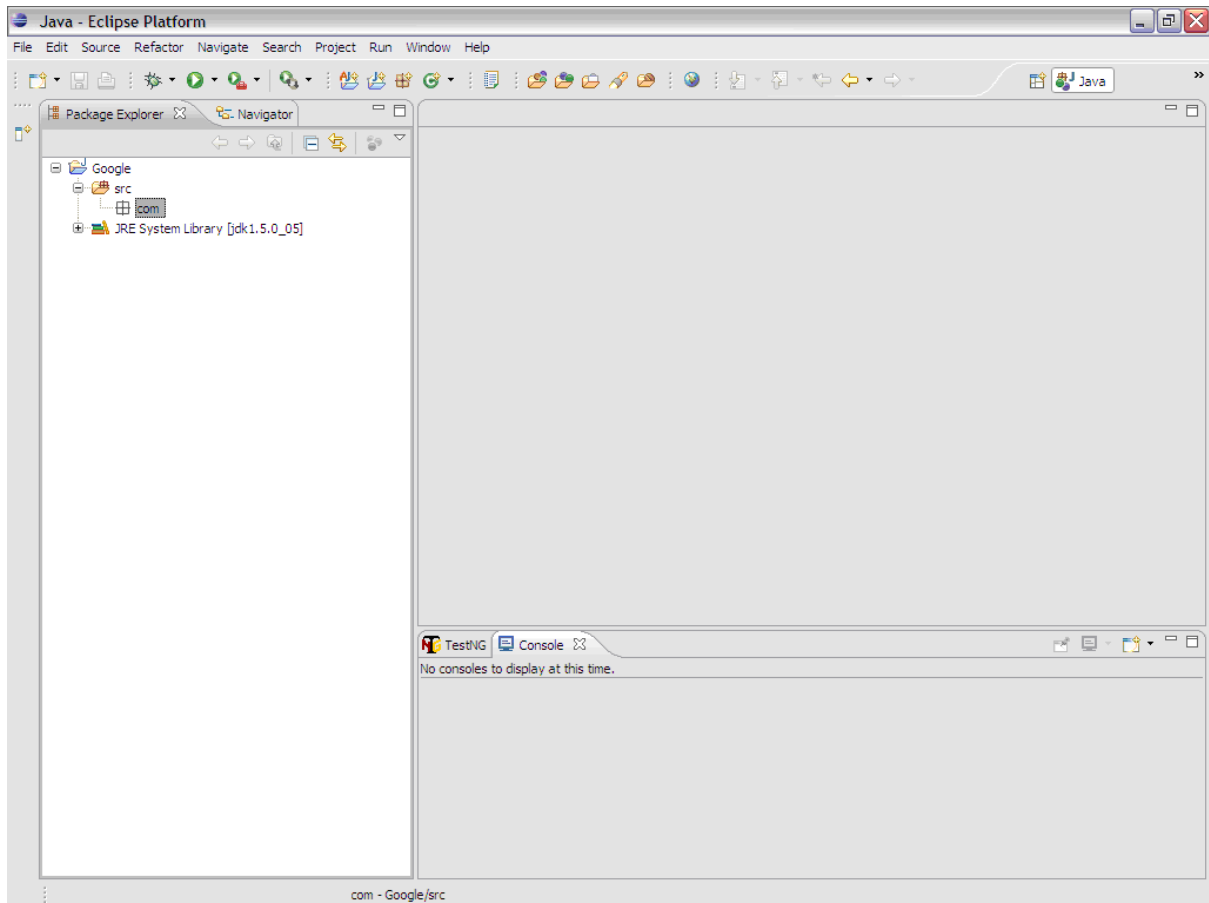 Java - Eclipse Platform
File Edit Source Refactor Navigate Search Project Run Window Help
Java
Package Explorer Navigator
Google
src
com
JRE System Library [jdk1.5.0_05]
TestNG Console
No consoles to display at this time.
com - Google/src